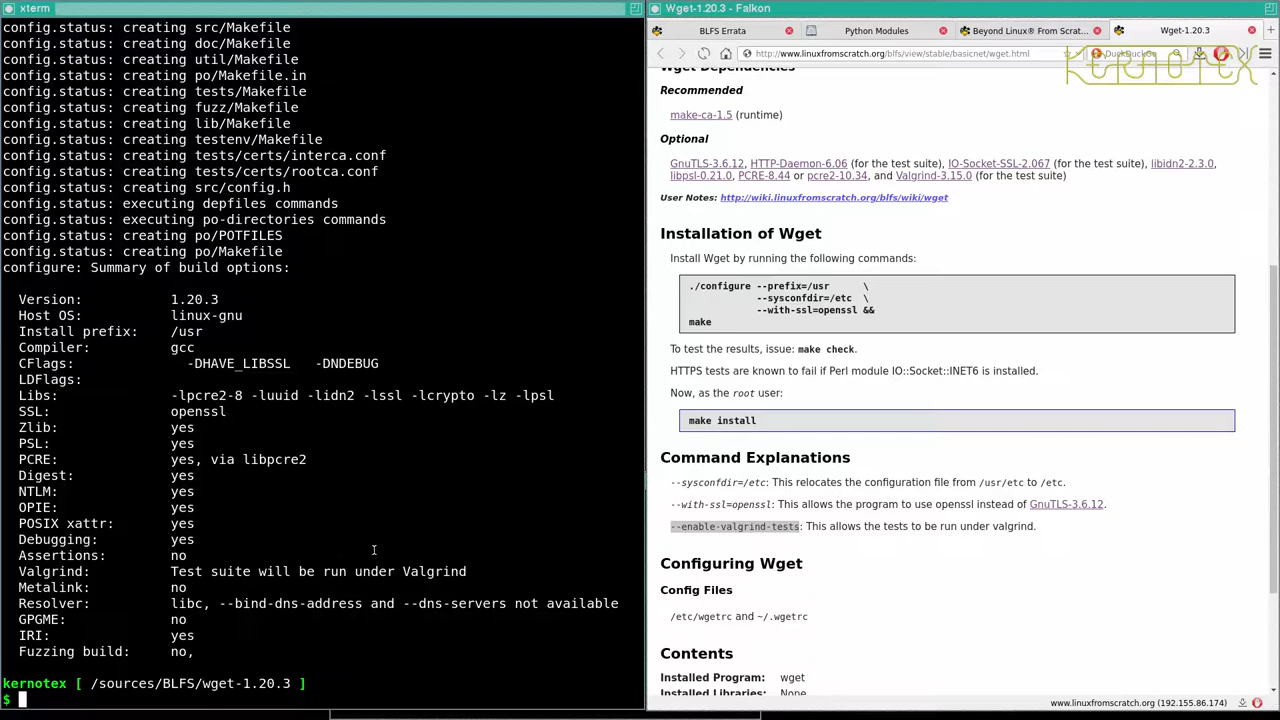 xterm
config.status: creating src/Makefile
config.status: creating doc/Makefile
config.status: creating util/Makefile
config.status: creating po/Makefile.in
config.status: creating tests/Makefile
config.status: creating fuzz/Makefile
config.status: creating lib/Makefile
config.status: creating testenv/Makefile
config.status: creating tests/certs/interca.conf
config.status: creating tests/certs/rootca.conf
config.status: creating src/config.h
config.status: executing depfiles commands
config.status: executing po-directories commands
config.status: creating po/POTFILES
config.status: creating po/Makefile
configure: Summary of build options:
Version: 1.20.3
Host OS: linux-gnu
Install prefix: /usr
Compiler: gcc
CFlags: -DHAVE_LIBSSL -DNDEBUG
LDFlags:
Libs: -lpcre2-8 -luuid -lidn2 -lssl -lcrypto -lz -lpsl
SSL: openssl
Zlib: yes
PSL: yes
PCRE: yes, via libpcre2
Digest: yes
NTLM: yes
OPIE: yes
POSIX xattr: yes
Debugging: yes
Assertions: no
Valgrind: Test suite will be run under Valgrind
Metalink: no
Resolver: libc, --bind-dns-address and --dns-servers not available
GPGME: no
IRI: yes
Fuzzing build: no,
kernotex [ /sources/BLFS/wget-1.20.3 ]
$
Wget-1.20.3 - Falkon
BLFS Errata
Python Modules
Beyond Linux® From Scrat...
Wget-1.20.3
http://www.linuxfromscratch.org/blfs/view/stable/basicnet/wget.html
DuckDuckGo
KERNOTEX
Wget Dependencies
Recommended
make-ca-1.5 (runtime)
Optional
GnuTLS-3.6.12, HTTP-Daemon-6.06 (for the test suite), IO-Socket-SSL-2.067 (for the test suite), libidn2-2.3.0,
libpsl-0.21.0, PCRE-8.44 or pcre2-10.34, and Valgrind-3.15.0 (for the test suite)
User Notes: http://wiki.linuxfromscratch.org/blfs/wiki/wget
Installation of Wget
Install Wget by running the following commands:
./configure --prefix=/usr \
--sysconfdir=/etc \
--with-ssl=openssl &&
make
To test the results, issue: make check.
HTTPS tests are known to fail if Perl module IO::Socket::INET6 is installed.
Now, as the root user:
make install
Command Explanations
--sysconfdir=/etc: This relocates the configuration file from /usr/etc to /etc.
--with-ssl=openssl: This allows the program to use openssl instead of GnuTLS-3.6.12.
--enable-valgrind-tests: This allows the tests to be run under valgrind.
Configuring Wget
Config Files
/etc/wgetrc and ~/.wgetrc
Contents
Installed Program: wget
Installed Libraries: None
www.linuxfromscratch.org (192.155.86.174)